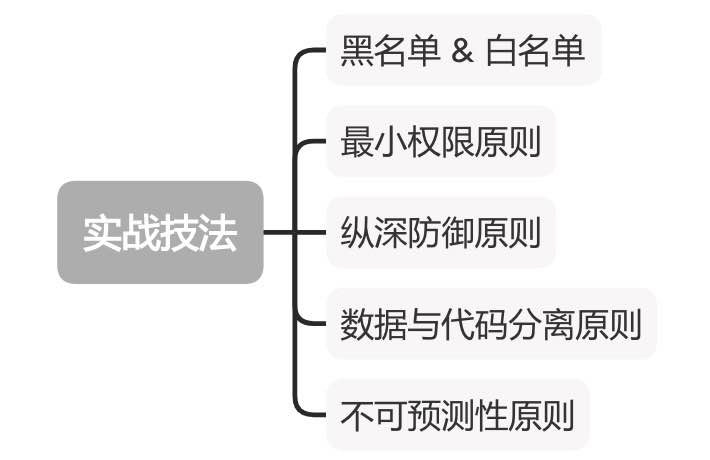 黑名单 & 白名单
最小权限原则
实战技法
纵深防御原则
数据与代码分离原则
不可预测性原则